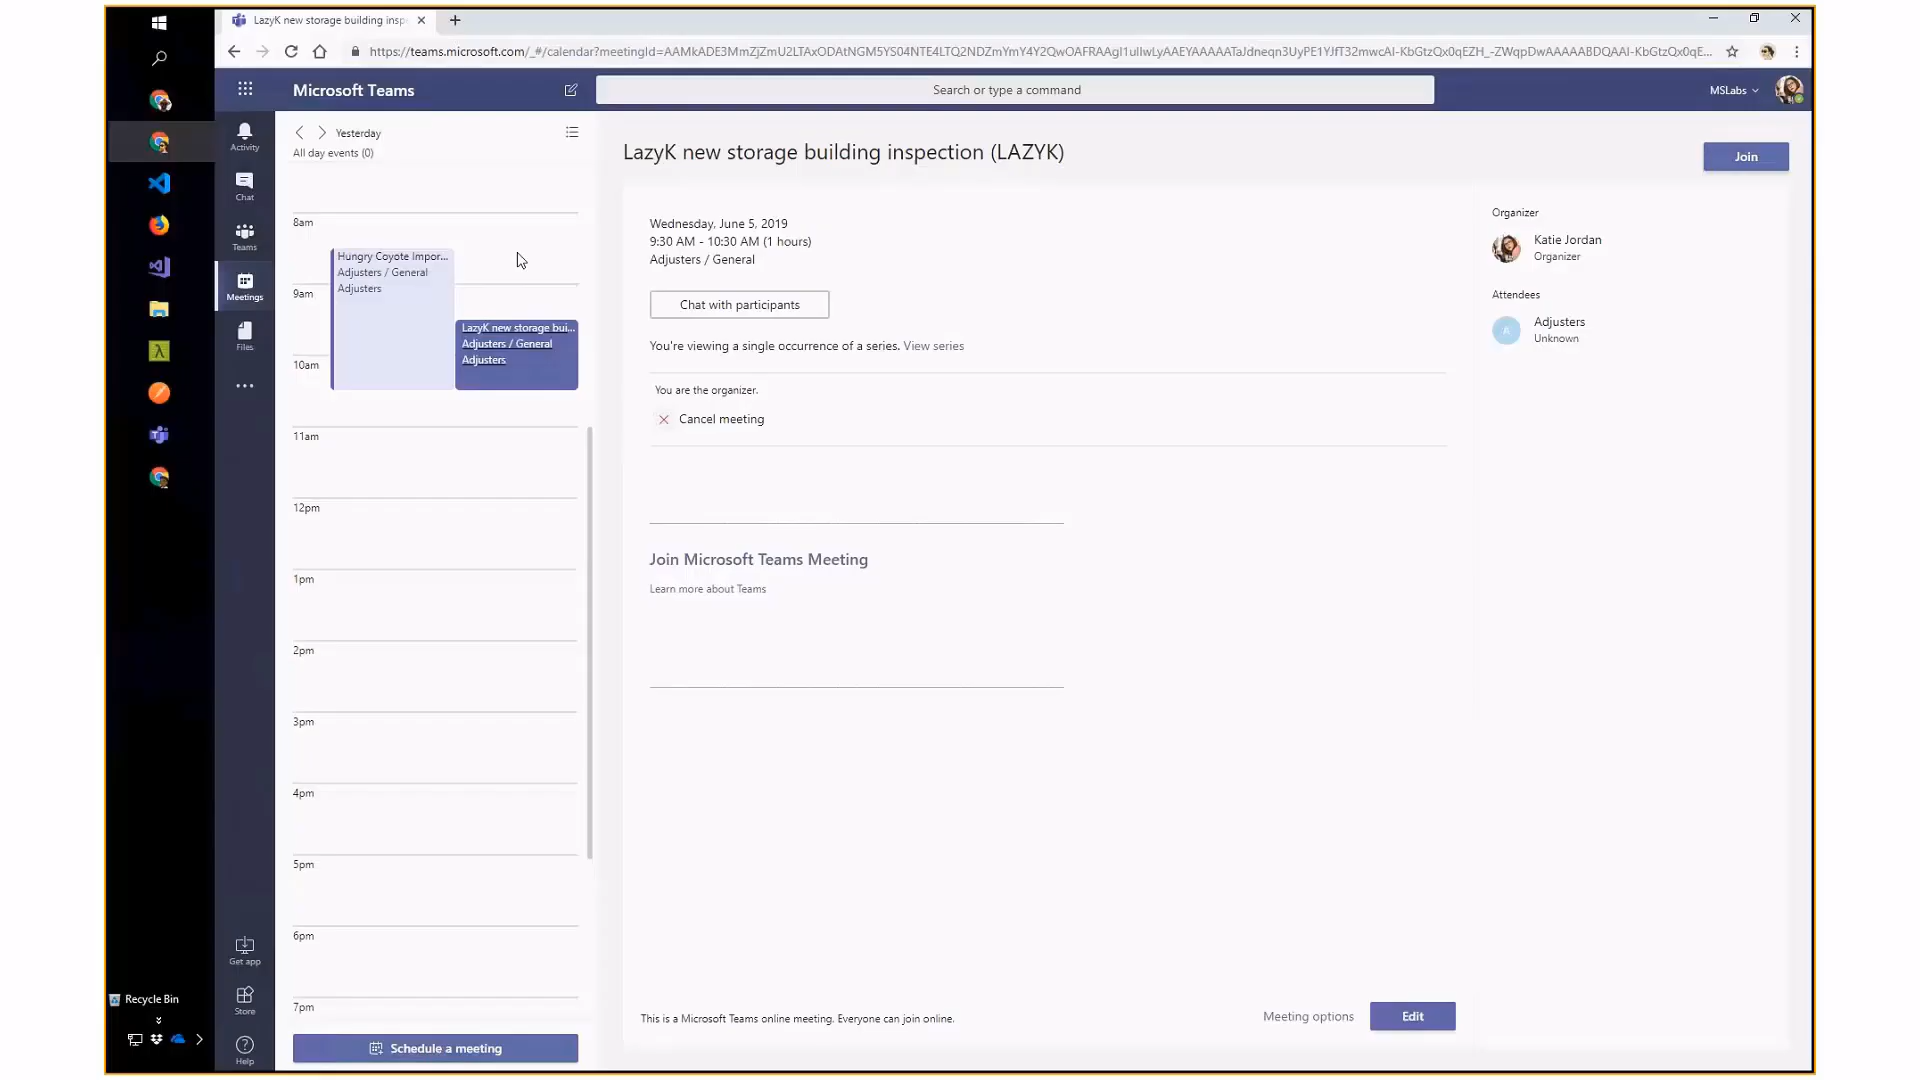 LazyK new storage building insp
https://teams.microsoft.com/_#/calendar?meetingId=
Microsoft Teams
Search or type a command
MSLabs
Activity
Chat
Teams
Meetings
Files
Get app
Store
Help
Recycle Bin
Yesterday
All day events (0)
8am
9am
10am
11am
12pm
1pm
2pm
3pm
4pm
5pm
6pm
7pm
Hungry Coyote Impor...
Adjusters / General
Adjusters
LazyK new storage bui...
Adjusters / General
Adjusters
Schedule a meeting
LazyK new storage building inspection (LAZYK)
Join
Wednesday, June 5, 2019
9:30 AM - 10:30 AM (1 hours)
Adjusters / General
Chat with participants
You're viewing a single occurrence of a series. View series
You are the organizer.
Cancel meeting
Join Microsoft Teams Meeting
Learn more about Teams
Organizer
Katie Jordan
Organizer
Attendees
A
Adjusters
Unknown
This is a Microsoft Teams online meeting. Everyone can join online.
Meeting options
Edit